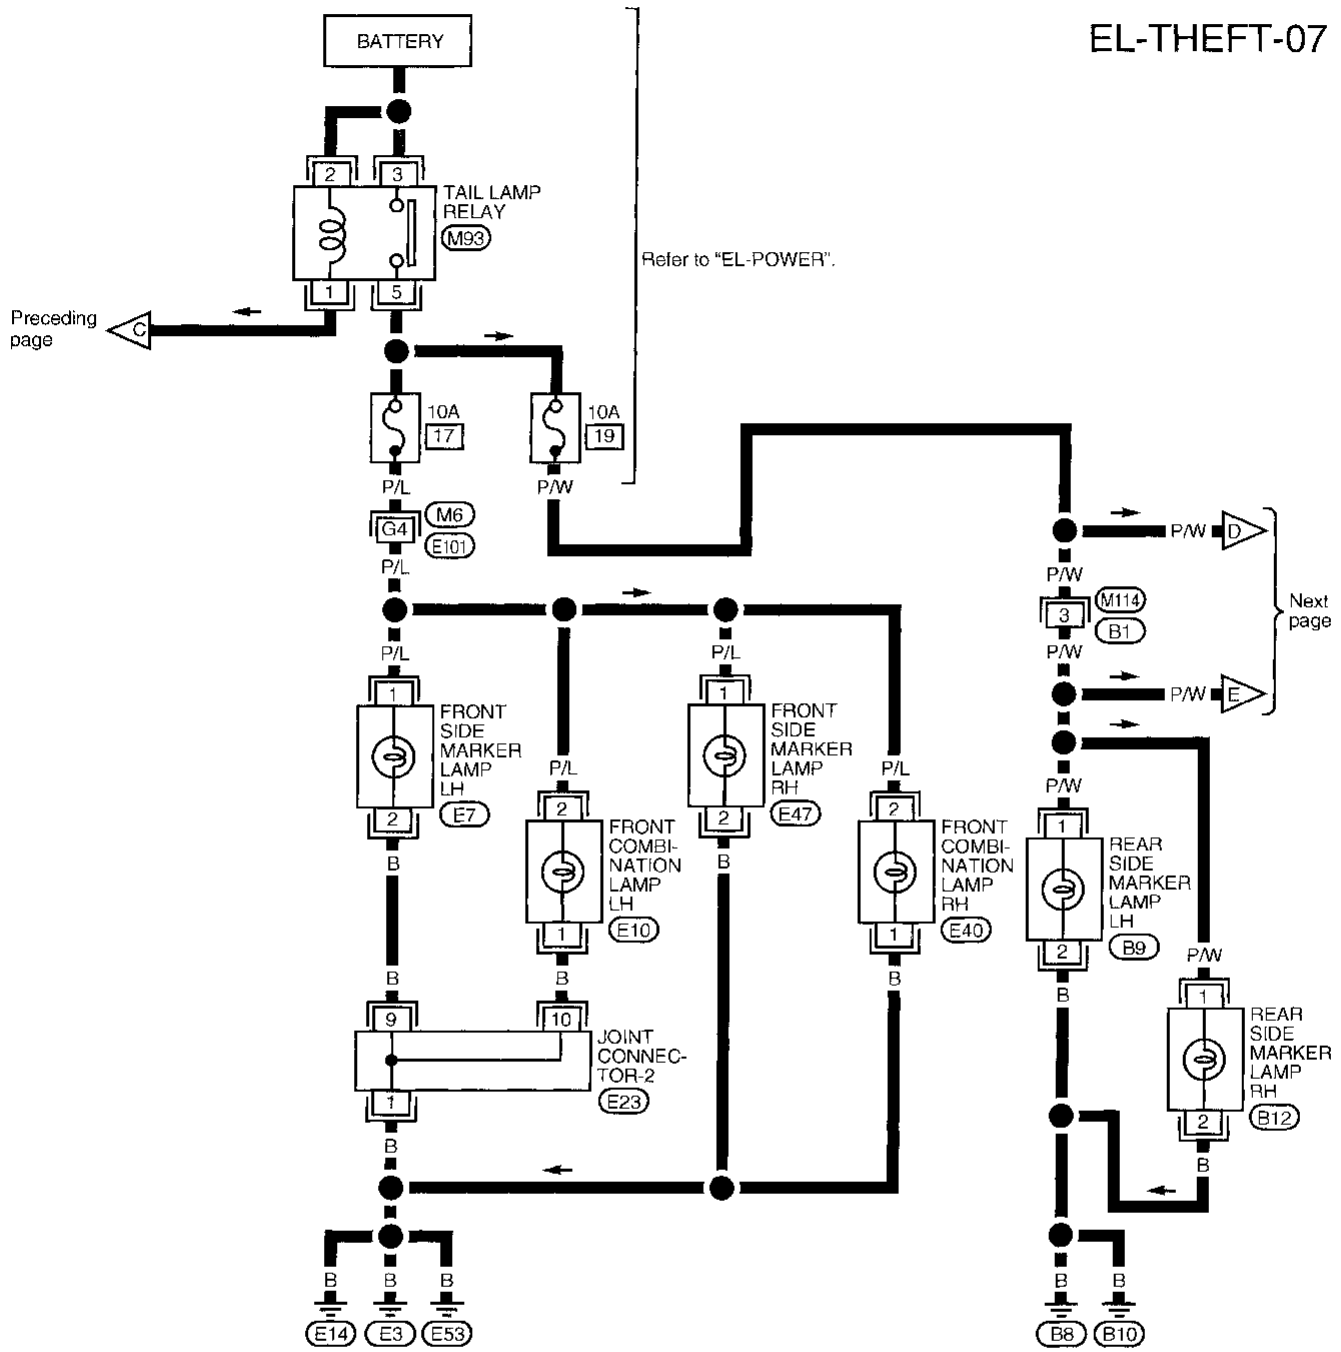 EL-THEFT-07
BATTERY
2
3
TAIL LAMP
RELAY
M93
Refer to "EL-POWER".
1
5
Preceding
page
C
10A
17
10A
19
P/L
P/W
G4
M6
E101
P/L
P/W
D
P/W
3
M114
B1
Next
page
P/W
P/W
E
P/L
P/L
1
FRONT
SIDE
MARKER
LAMP
LH
E7
2
B
1
FRONT
SIDE
MARKER
LAMP
RH
E47
2
B
P/L
2
FRONT
COMBI-
NATION
LAMP
LH
E10
1
B
P/L
2
FRONT
COMBI-
NATION
LAMP
RH
E40
1
B
P/W
1
REAR
SIDE
MARKER
LAMP
LH
B9
2
B
P/W
1
REAR
SIDE
MARKER
LAMP
RH
B12
2
B
B
9
10
JOINT
CONNEC-
TOR-2
E23
1
B
B
B
B
B
B
E14
E3
E53
B8
B10